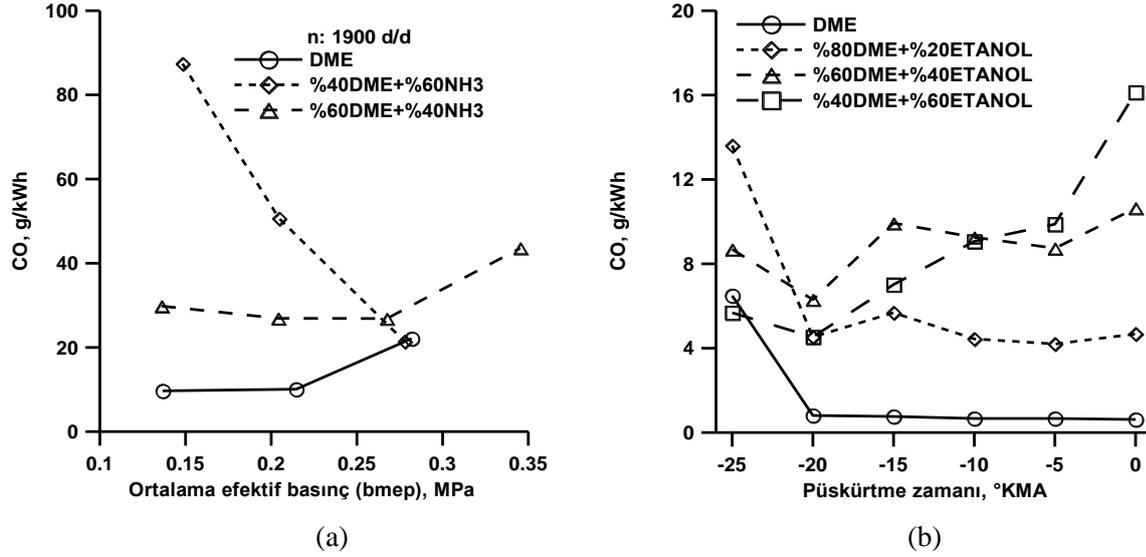 100
80
60
40
20
0
CO, g/kWh
n: 1900 d/d
DME
%40DME+%60NH3
%60DME+%40NH3
0.1
0.15
0.2
0.25
0.3
0.35
Ortalama efektif basınç (bmep), MPa
(a)
20
16
12
8
4
0
CO, g/kWh
DME
%80DME+%20ETANOL
%60DME+%40ETANOL
%40DME+%60ETANOL
-25
-20
-15
-10
-5
0
Püskürtme zamanı, °KMA
(b)